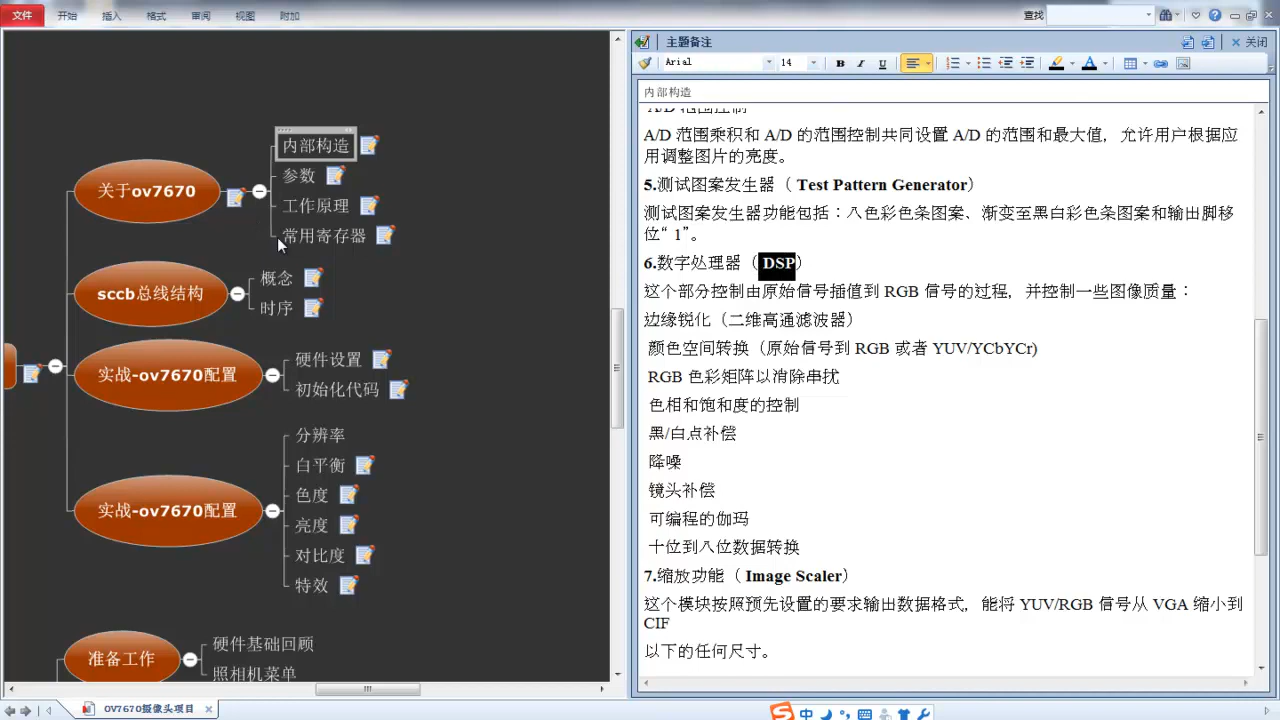 文件 开始 插入 格式 审阅 视图 附加 查找
主题备注 关闭
Arial 14 B I U A
内部构造
关于ov7670
内部构造
参数
工作原理
常用寄存器
sccb总线结构
概念
时序
实战-ov7670配置
硬件设置
初始化代码
实战-ov7670配置
分辨率
白平衡
色度
亮度
对比度
特效
准备工作
硬件基础回顾
照相机菜单
OV7670摄像头项目
A/D 范围控制
A/D 范围乘积和 A/D 的范围控制共同设置 A/D 的范围和最大值，允许用户根据应
用调整图片的亮度。
5.测试图案发生器（ Test Pattern Generator）
测试图案发生器功能包括：八色彩色条图案、渐变至黑白彩色条图案和输出脚移
位“ 1”。
6.数字处理器（ DSP）
这个部分控制由原始信号插值到 RGB 信号的过程，并控制一些图像质量：
边缘锐化（二维高通滤波器）
颜色空间转换（原始信号到 RGB 或者 YUV/YCbYCr)
RGB 色彩矩阵以消除串扰
色相和饱和度的控制
黑/白点补偿
降噪
镜头补偿
可编程的伽玛
十位到八位数据转换
7.缩放功能（ Image Scaler）
这个模块按照预先设置的要求输出数据格式，能将 YUV/RGB 信号从 VGA 缩小到
CIF
以下的任何尺寸。
中